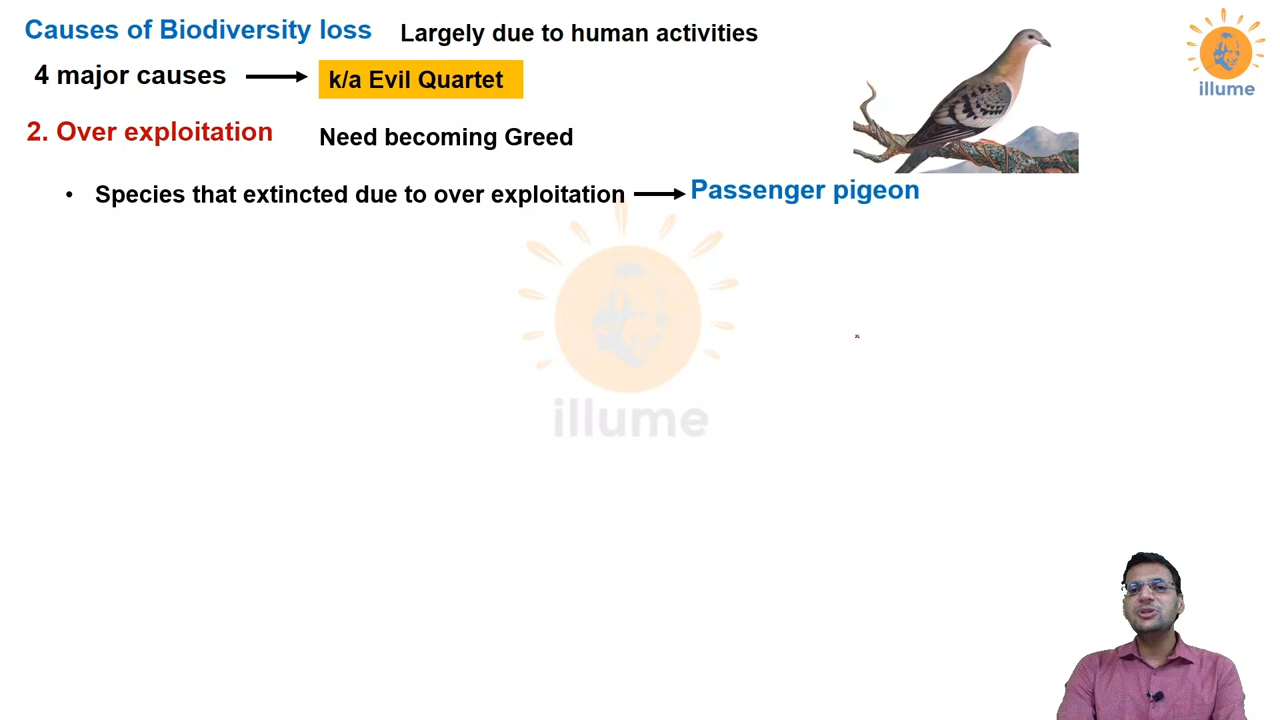 Causes of Biodiversity loss Largely due to human activities
4 major causes k/a Evil Quartet
2. Over exploitation Need becoming Greed
• Species that extincted due to over exploitation Passenger pigeon
illume
illume